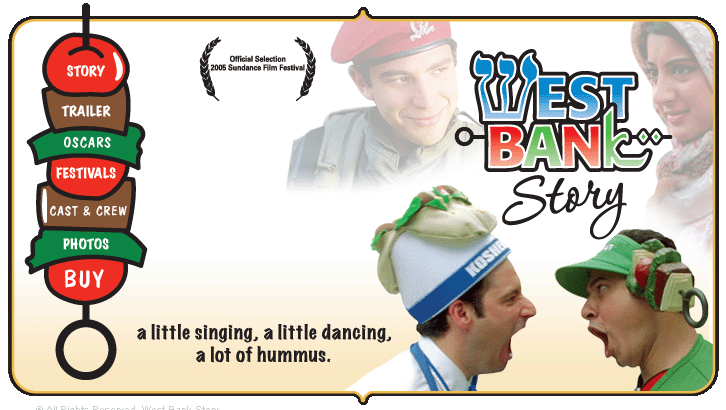 STORY
TRAILER
OSCARS
FESTIVALS
CAST & CREW
PHOTOS
BUY
Official Selection
2005 Sundance Film Festival
WEST
BANK
Story
KOSHER
a little singing, a little dancing,
a lot of hummus.
© All Rights Reserved, West Bank Story